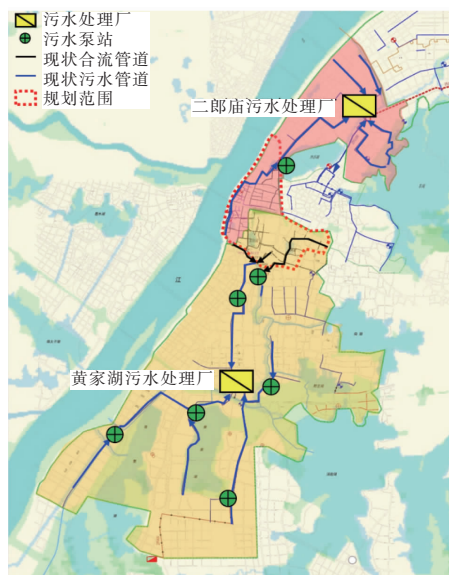 污水处理厂
污水泵站
现状合流管道
现状污水管道
规划范围
二郎庙污水处理厂
江
黄家湖污水处理厂